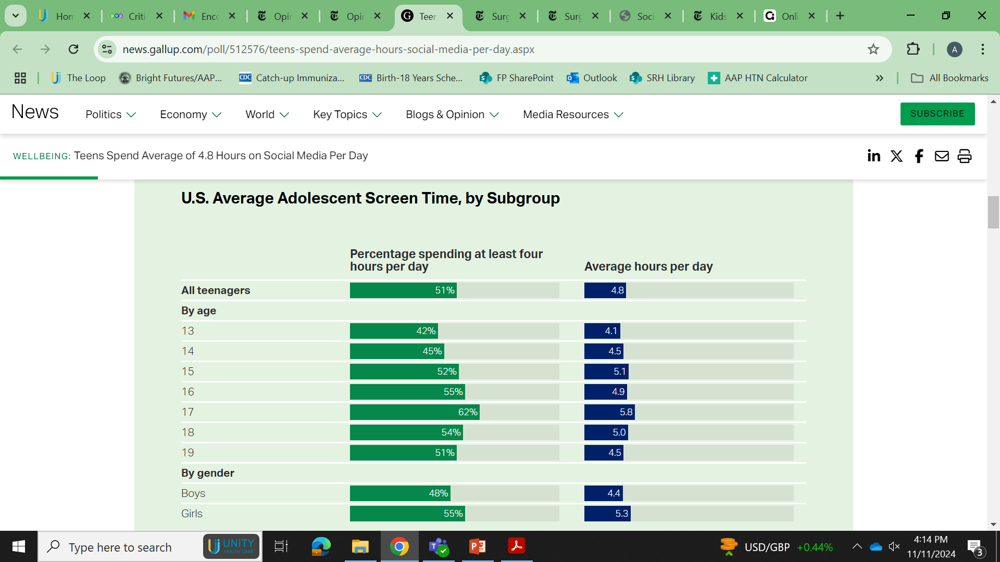 Hon
Criti
Enco
Opin
Opin
Teen
Surg
Surg
Soci
Kids
Onli
news.gallup.com/poll/512576/teens-spend-average-hours-social-media-per-day.aspx
A
The Loop
Bright Futures/AAP...
CDC
Catch-up Immuniza...
CDC
Birth-18 Years Sche...
FP SharePoint
Outlook
SRH Library
AAP HTN Calculator
All Bookmarks
News
Politics
Economy
World
Key Topics
Blogs & Opinion
Media Resources
SUBSCRIBE
WELLBEING: Teens Spend Average of 4.8 Hours on Social Media Per Day
U.S. Average Adolescent Screen Time, by Subgroup
Percentage spending at least four
hours per day
Average hours per day
All teenagers 51% 4.8
By age
13 42% 4.1
14 45% 4.5
15 52% 5.1
16 55% 4.9
17 62% 5.8
18 54% 5.0
19 51% 4.5
By gender
Boys 48% 4.4
Girls 55% 5.3
Type here to search
UNITY
HEALTH CARE
USD/GBP +0.44%
4:14 PM
11/11/2024
3